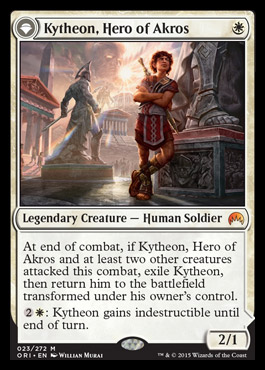 Kytheon, Hero of Akros
Legendary Creature — Human Soldier
At end of combat, if Kytheon, Hero of
Akros and at least two other creatures
attacked this combat, exile Kytheon,
then return him to the battlefield
transformed under his owner's control.
2: Kytheon gains indestructible until
end of turn.
2/1
023/272 M
ORI • EN WILLIAN MURAI
™ & © 2015 Wizards of the Coast